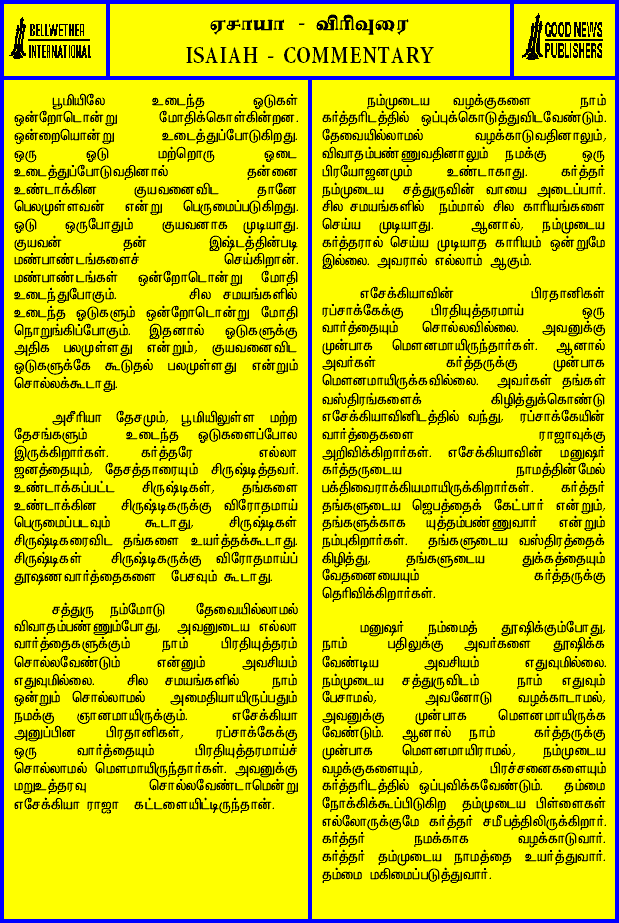 BELLWETHER
INTERNATIONAL
ஏசாயா - விரிவுரை
ISAIAH - COMMENTARY
GOOD NEWS
PUBLISHERS
பூமியிலே உடைந்த ஓடுகள்
ஒன்றோடொன்று மோதிக்கொள்கின்றன.
ஒன்றையொன்று உடைத்துப்போடுகிறது.
ஒரு ஓடு மற்றொரு ஓடை
உடைத்துப்போடுவதினால் தன்னை
உண்டாக்கின குயவனைவிட தானே
பெலமுள்ளவன் என்று பெருமைப்படுகிறது.
ஓடு ஒருபோதும் குயவனாக முடியாது.
குயவன் தன் இஷ்டத்தின்படி
மண்பாண்டங்களைச் செய்கிறான்.
மண்பாண்டங்கள் ஒன்றோடொன்று மோதி
உடைந்துபோகும். சில சமயங்களில்
உடைந்த ஓடுகளும் ஒன்றோடொன்று மோதி
நொறுங்கிப்போகும். இதனால் ஓடுகளுக்கு
அதிக பலமுள்ளது என்றும், குயவனைவிட
ஓடுகளுக்கே கூடுதல் பலமுள்ளது என்றும்
சொல்லக்கூடாது.
அசீரியா தேசமும், பூமியிலுள்ள மற்ற
தேசங்களும் உடைந்த ஓடுகளைப்போல
இருக்கிறார்கள். கர்த்தரே எல்லா
ஜனத்தையும், தேசத்தாரையும் சிருஷ்டித்தவர்.
உண்டாக்கப்பட்ட சிருஷ்டிகள், தங்களை
உண்டாக்கின சிருஷ்டிகருக்கு விரோதமாய்
பெருமைப்படவும் கூடாது, சிருஷ்டிகள்
சிருஷ்டிகரைவிட தங்களை உயர்த்தக்கூடாது.
சிருஷ்டிகள் சிருஷ்டிகருக்கு விரோதமாய்ப்
தூஷணவார்த்தைகளை பேசவும் கூடாது.
சத்துரு நம்மோடு தேவையில்லாமல்
விவாதம்பண்ணும்போது, அவனுடைய எல்லா
வார்த்தைகளுக்கும் நாம் பிரதியுத்தரம்
சொல்லவேண்டும் என்னும் அவசியம்
எதுவுமில்லை. சில சமயங்களில் நாம்
ஒன்றும் சொல்லாமல் அமைதியாயிருப்பதும்
நமக்கு ஞானமாயிருக்கும். எசேக்கியா
அனுப்பின பிரதானிகள், ரப்சாக்கேக்கு
ஒரு வார்த்தையும் பிரதியுத்தரமாய்ச்
சொல்லாமல் மௌமாயிருந்தார்கள். அவனுக்கு
மறுஉத்தரவு சொல்லவேண்டாமென்று
எசேக்கியா ராஜா கட்டளையிட்டிருந்தான்.
நம்முடைய வழக்குகளை நாம்
கர்த்தரிடத்தில் ஒப்புக்கொடுத்துவிடவேண்டும்.
தேவையில்லாமல் வழக்காடுவதினாலும்,
விவாதம்பண்ணுவதினாலும் நமக்கு ஒரு
பிரயோஜனமும் உண்டாகாது. கர்த்தர்
நம்முடைய சத்துருவின் வாயை அடைப்பார்.
சில சமயங்களில் நம்மால் சில காரியங்களை
செய்ய முடியாது. ஆனால், நம்முடைய
கர்த்தரால் செய்ய முடியாத காரியம் ஒன்றுமே
இல்லை. அவரால் எல்லாம் ஆகும்.
எசேக்கியாவின் பிரதானிகள்
ரப்சாக்கேக்கு பிரதியுத்தரமாய் ஒரு
வார்த்தையும் சொல்லவில்லை. அவனுக்கு
முன்பாக மௌனமாயிருந்தார்கள். ஆனால்
அவர்கள் கர்த்தருக்கு முன்பாக
மௌனமாயிருக்கவில்லை. அவர்கள் தங்கள்
வஸ்திரங்களைக் கிழித்துக்கொண்டு
எசேக்கியாவினிடத்தில் வந்து, ரப்சாக்கேயின்
வார்த்தைகளை ராஜாவுக்கு
அறிவிக்கிறார்கள். எசேக்கியாவின் மனுஷர்
கர்த்தருடைய நாமத்தின்மேல்
பக்திவைராக்கியமாயிருக்கிறார்கள். கர்த்தர்
தங்களுடைய ஜெபத்தைக் கேட்பார் என்றும்,
தங்களுக்காக யுத்தம்பண்ணுவார் என்றும்
நம்புகிறார்கள். தங்களுடைய வஸ்திரத்தைக்
கிழித்து, தங்களுடைய துக்கத்தையும்
வேதனையையும் கர்த்தருக்கு
தெரிவிக்கிறார்கள்.
மனுஷர் நம்மைத் தூஷிக்கும்போது,
நாம் பதிலுக்கு அவர்களை தூஷிக்க
வேண்டிய அவசியம் எதுவுமில்லை.
நம்முடைய சத்துருவிடம் நாம் எதுவும்
பேசாமல், அவனோடு வழக்காடாமல்,
அவனுக்கு முன்பாக மௌனமாயிருக்க
வேண்டும். ஆனால் நாம் கர்த்தருக்கு
முன்பாக மௌனமாயிராமல், நம்முடைய
வழக்குகளையும், பிரச்சனைகளையும்
கர்த்தரிடத்தில் ஒப்புவிக்கவேண்டும். தம்மை
நோக்கிக்கூப்பிடுகிற தம்முடைய பிள்ளைகள்
எல்லோருக்குமே கர்த்தர் சமீபத்திலிருக்கிறார்.
கர்த்தர் நமக்காக வழக்காடுவார்.
கர்த்தர் தம்முடைய நாமத்தை உயர்த்துவார்.
தம்மை மகிமைப்படுத்துவார்.